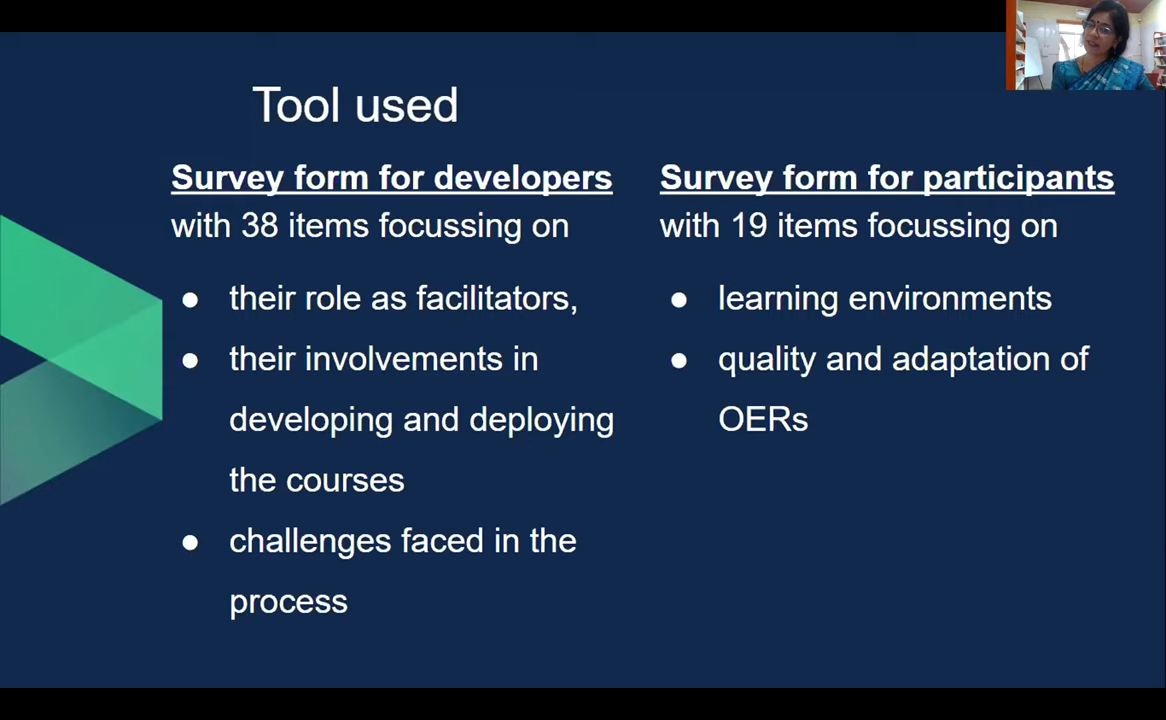 Tool used
Survey form for developers
with 38 items focussing on
● their role as facilitators,
● their involvements in
developing and deploying
the courses
● challenges faced in the
process
Survey form for participants
with 19 items focussing on
● learning environments
● quality and adaptation of
OERs